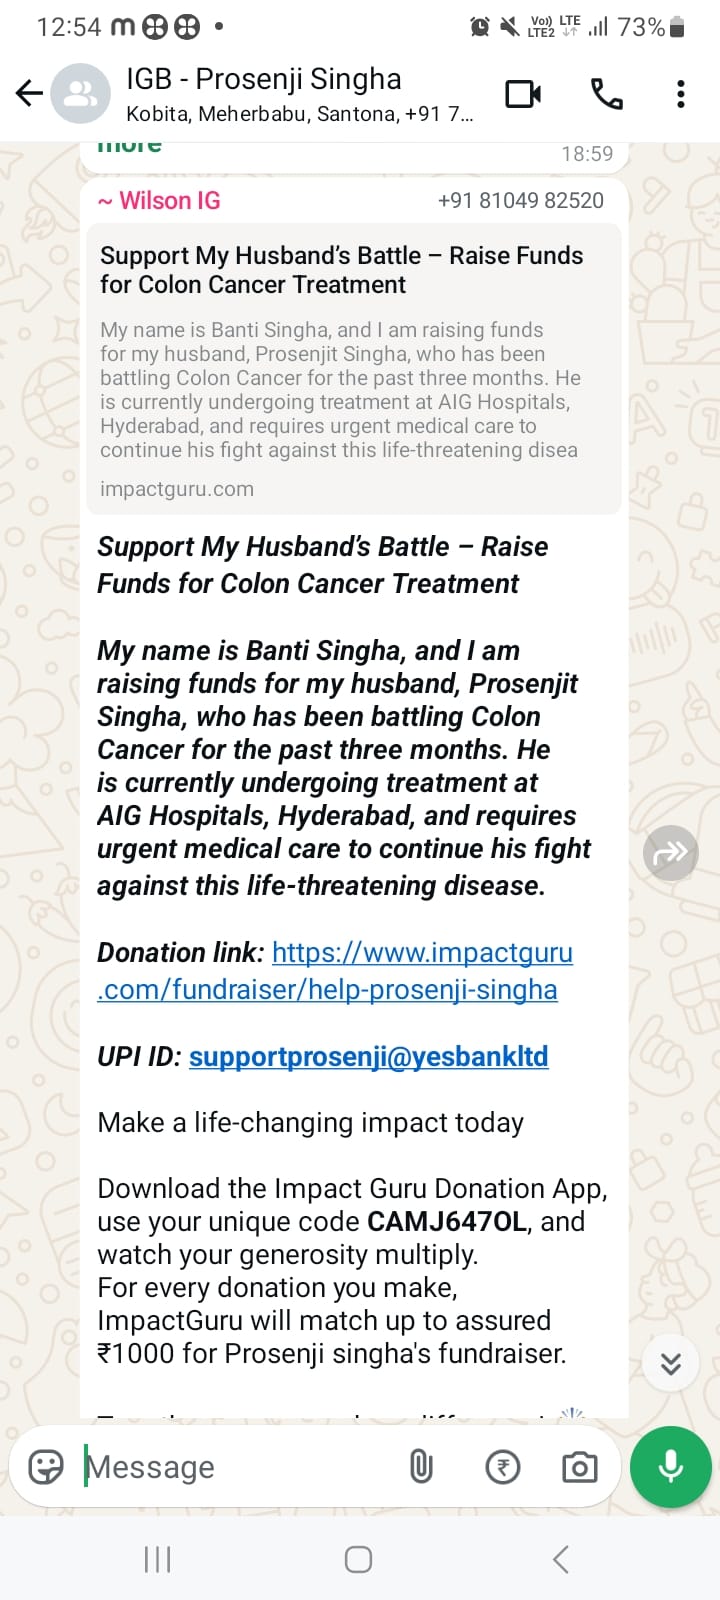 12:54
Vo)) LTE
LTE2
73%
IGB - Prosenji Singha
Kobita, Meherbabu, Santona, +91 7...
more
18:59
~ Wilson IG +91 81049 82520
Support My Husband's Battle – Raise Funds
for Colon Cancer Treatment
My name is Banti Singha, and I am raising funds
for my husband, Prosenjit Singha, who has been
battling Colon Cancer for the past three months. He
is currently undergoing treatment at AIG Hospitals,
Hyderabad, and requires urgent medical care to
continue his fight against this life-threatening disea
impactguru.com
Support My Husband's Battle – Raise
Funds for Colon Cancer Treatment
My name is Banti Singha, and I am
raising funds for my husband, Prosenjit
Singha, who has been battling Colon
Cancer for the past three months. He
is currently undergoing treatment at
AIG Hospitals, Hyderabad, and requires
urgent medical care to continue his fight
against this life-threatening disease.
Donation link: https://www.impactguru
.com/fundraiser/help-prosenji-singha
UPI ID: supportprosenji@yesbankltd
Make a life-changing impact today
Download the Impact Guru Donation App,
use your unique code CAMJ647OL, and
watch your generosity multiply.
For every donation you make,
ImpactGuru will match up to assured
₹1000 for Prosenji singha's fundraiser.
Message